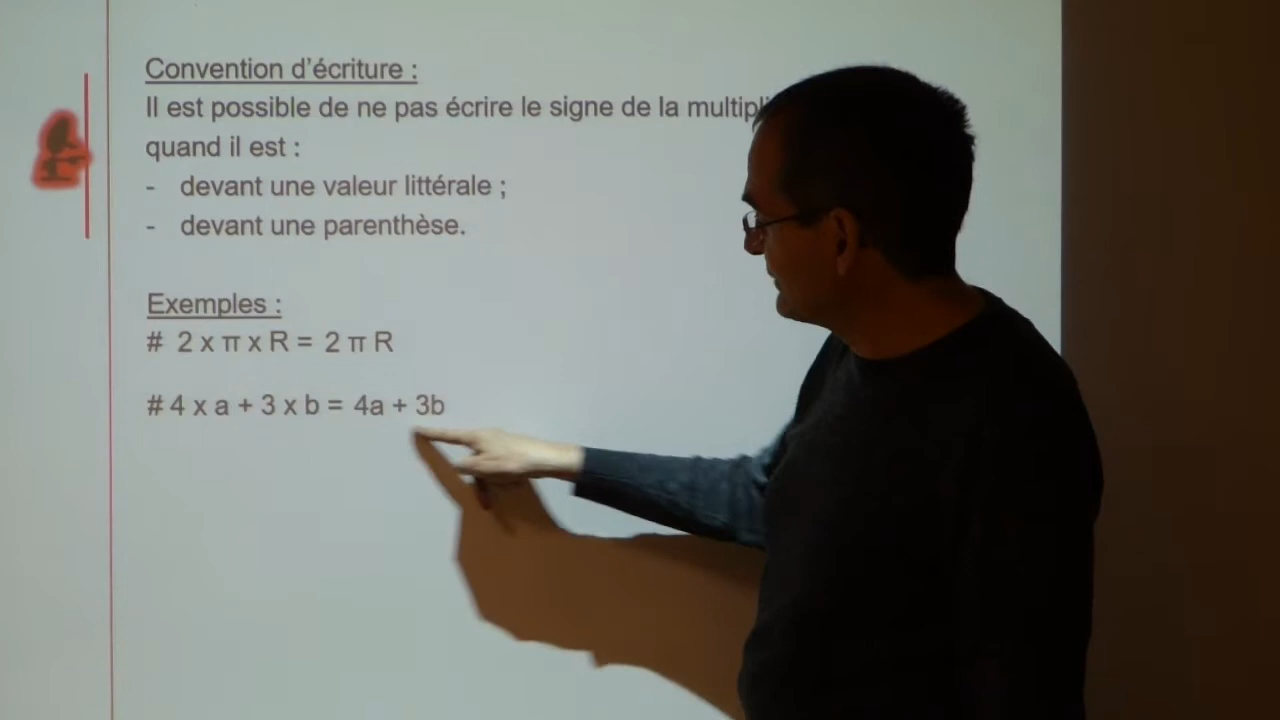 Convention d'écriture :
Il est possible de ne pas écrire le signe de la
quand il est :
- devant une valeur littérale ;
- devant une parenthèse.
Exemples :
# 2 x π x R = 2 π R
# 4 x a + 3 x b = 4a + 3b